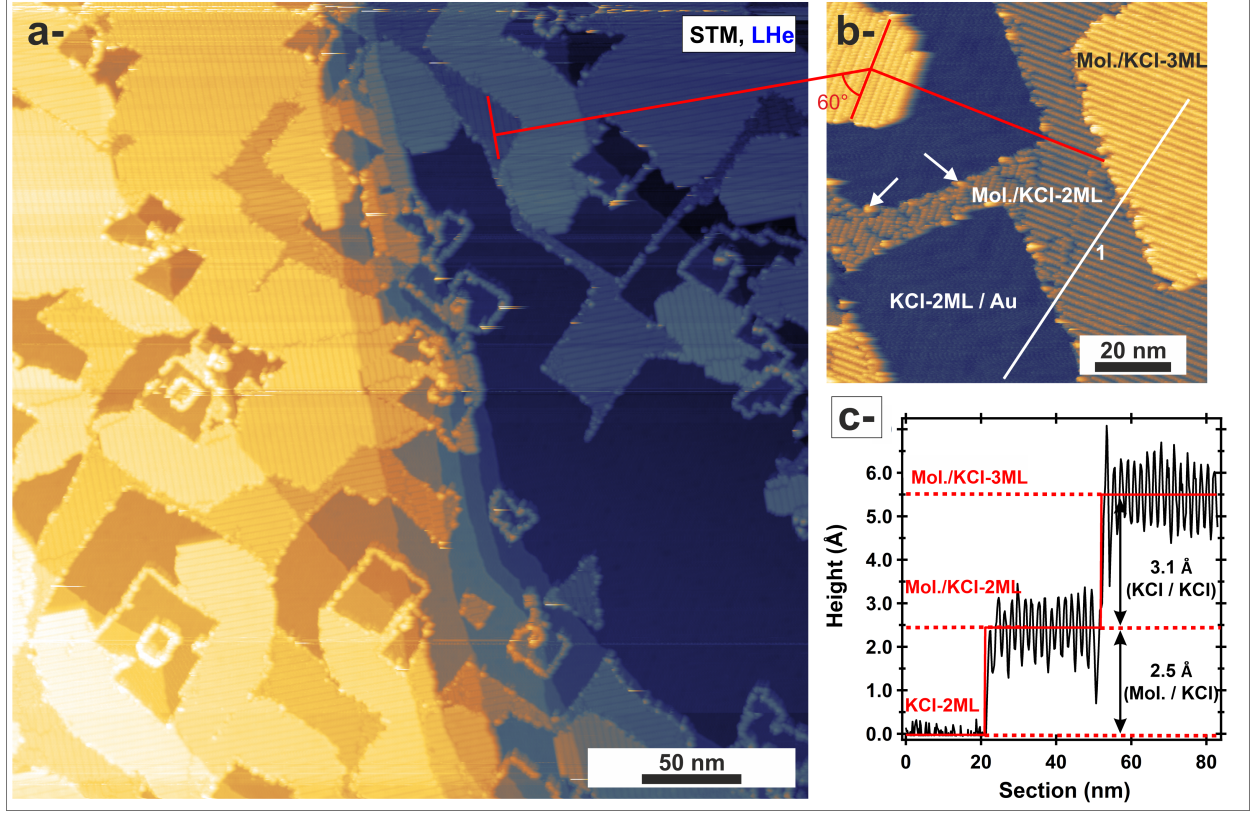 a-
STM, LHe
50 nm
b-
Mol./KCl-3ML
60°
Mol./KCl-2ML
1
KCl-2ML / Au
20 nm
c-
Height (Å)
6.0
5.0
4.0
3.0
2.0
1.0
0.0
Mol./KCl-3ML
3.1 Å
(KCl / KCl)
Mol./KCl-2ML
2.5 Å
(Mol. / KCl)
KCl-2ML
0 20 40 60 80
Section (nm)